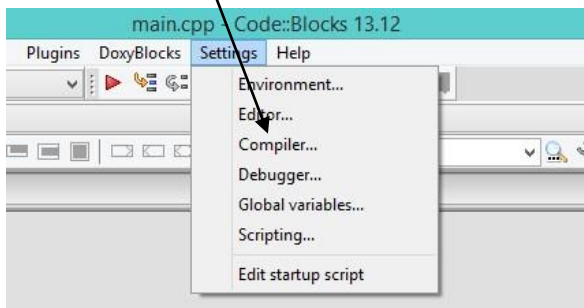 main.cpp - Code::Blocks 13.12
Plugins DoxyBlocks Settings Help
Environment...
Editor...
Compiler...
Debugger...
Global variables...
Scripting...
Edit startup script